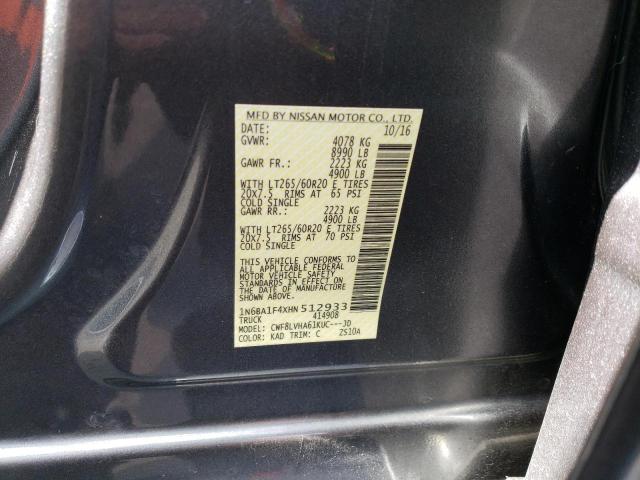 MFD BY NISSAN MOTOR CO., LTD.
DATE: 10/16
GVWR: 4078 KG
8990 LB
GAWR FR.: 2223 KG
4900 LB
WITH LT265/60R20 E TIRES
20X7.5 RIMS AT 65 PSI
COLD SINGLE
GAWR RR.: 2223 KG
4900 LB
WITH LT265/60R20 E TIRES
20X7.5 RIMS AT 70 PSI
COLD SINGLE
THIS VEHICLE CONFORMS TO
ALL APPLICABLE FEDERAL
MOTOR VEHICLE SAFETY
STANDARDS IN EFFECT ON
THE DATE OF MANUFACTURE
SHOWN ABOVE.
1N6BA1F4XHN512933
TRUCK 414908
MODEL: CWF8LVHA61KUC---JD
COLOR: KAD TRIM: C ZS10A